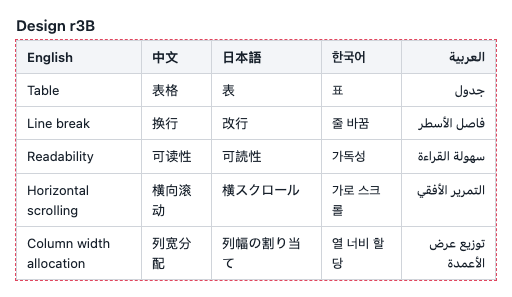 Design r3B
English 中文 日本語 한국어 العربية
Table 表格 表 표 جدول
Line break 换行 改行 줄 바꿈 فاصل الأسطر
Readability 可读性 可読性 가독성 سهولة القراءة
Horizontal 横向滚 横スクロール 가로 스크 التمرير الأفقي
scrolling 动 롤
Column width 列宽分 列幅の割り当 열 너비 할 توزيع عرض
allocation 配 て 당 الأعمدة